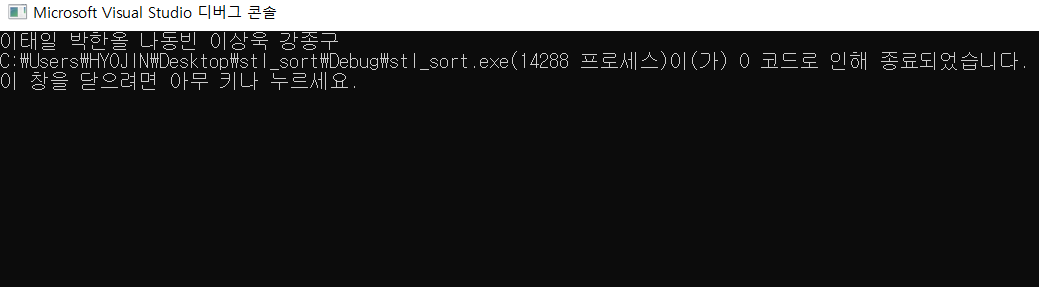 Microsoft Visual Studio 디버그 콘솔
이태일 박한올 나동빈 이상욱 강종구
C:₩Users₩HYOJIN₩Desktop₩stl_sort₩Debug₩stl_sort.exe(14288 프로세스)이(가) 0 코드로 인해 종료되었습니다.
이 창을 닫으려면 아무 키나 누르세요.